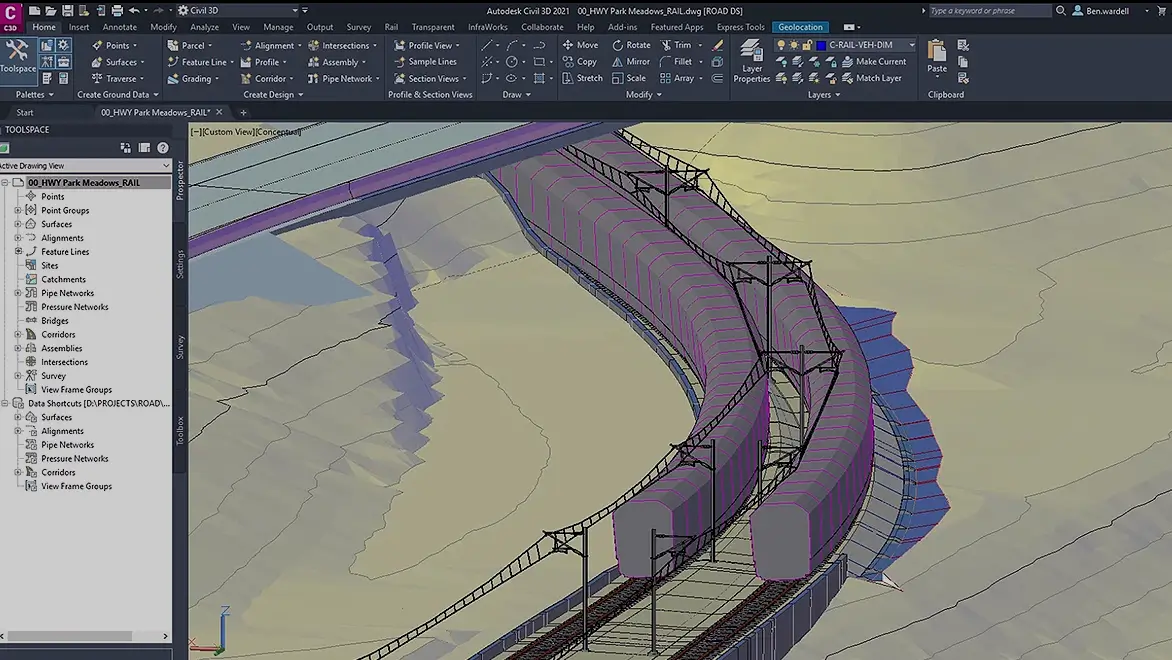 C Civil 3D Autodesk Civil 3D 2021 00_HWY Park Meadows_RAIL.dwg [ROAD DS] Type a keyword or phrase Ben.wardell
C3D Home Insert Annotate Modify Analyze View Manage Output Survey Rail Transparent InfraWorks Collaborate Help Add-ins Featured Apps Express Tools Geolocation
Toolspace
Palettes
Points
Surfaces
Traverse
Create Ground Data
Parcel
Feature Line
Grading
Alignment
Profile
Corridor
Intersections
Assembly
Pipe Network
Create Design
Profile View
Sample Lines
Section Views
Profile & Section Views
Draw
Move
Copy
Stretch
Rotate
Mirror
Scale
Trim
Fillet
Array
Modify
Layer
Properties
C-RAIL-VEH-DIM
Make Current
Match Layer
Layers
Paste
Clipboard
Start 00_HWY Park Meadows_RAIL*
TOOLSPACE
Active Drawing View
00_HWY Park Meadows_RAIL
Points
Point Groups
Surfaces
Alignments
Feature Lines
Sites
Catchments
Pipe Networks
Pressure Networks
Bridges
Corridors
Assemblies
Intersections
Survey
View Frame Groups
Data Shortcuts [D:\PROJECTS\ROAD\...
Surfaces
Alignments
Pipe Networks
Pressure Networks
Corridors
View Frame Groups
Prospector
Settings
Survey
Toolbox
[−][Custom View][Conceptual]
Z
X